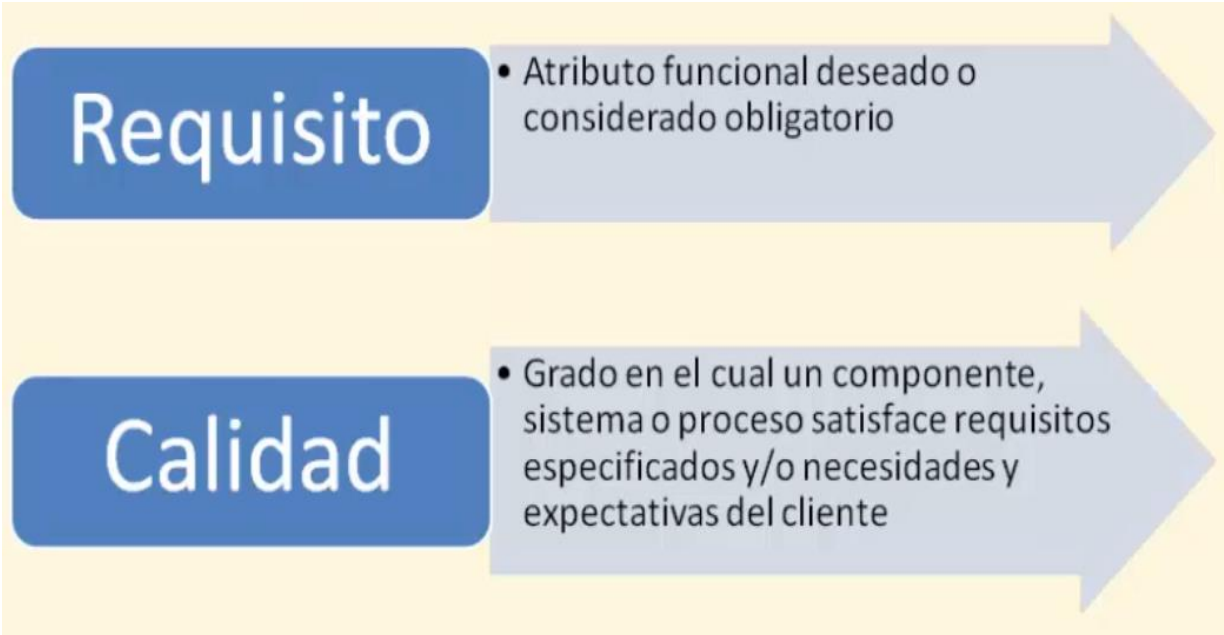 Requisito
• Atributo funcional deseado o
considerado obligatorio
Calidad
• Grado en el cual un componente,
sistema o proceso satisface requisitos
especificados y/o necesidades y
expectativas del cliente